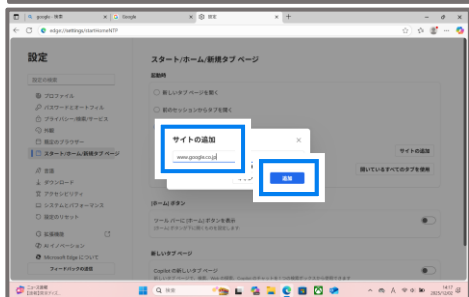 google - 検索
Google
設定
edge://settings/startHomeNTP
設定
設定の検索
プロファイル
パスワードとオートフィル
プライバシー/検索/サービス
外観
既定のブラウザー
スタート/ホーム/新規タブ ページ
言語
ダウンロード
アクセシビリティ
システムとパフォーマンス
設定のリセット
拡張機能
AI イノベーション
Microsoft Edge について
フィードバックの送信
スタート/ホーム/新規タブ ページ
起動時
新しいタブ ページを開く
前のセッションからタブを開く
サイトの追加
www.google.co.jp
追加
サイトの追加
開いているすべてのタブを使用
[ホーム] ボタン
ツール バーに [ホーム] ボタンを表示
新しいタブ ページ
Copilot の新しいタブ ページ
検索
14:17
2025/12/02